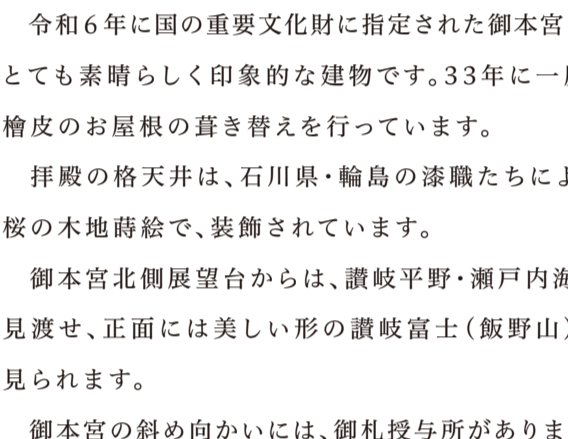 令和6年に国の重要文化財に指定された御本宮
とても素晴らしく印象的な建物です。33年に一
檜皮のお屋根の葺き替えを行っています。
拝殿の格天井は、石川県・輪島の漆職たちによ
桜の木地蒔絵で、装飾されています。
御本宮北側展望台からは、讃岐平野・瀬戸内海
見渡せ、正面には美しい形の讃岐富士（飯野山）
見られます。
御本宮の斜め向かいには、御札授与所がありま